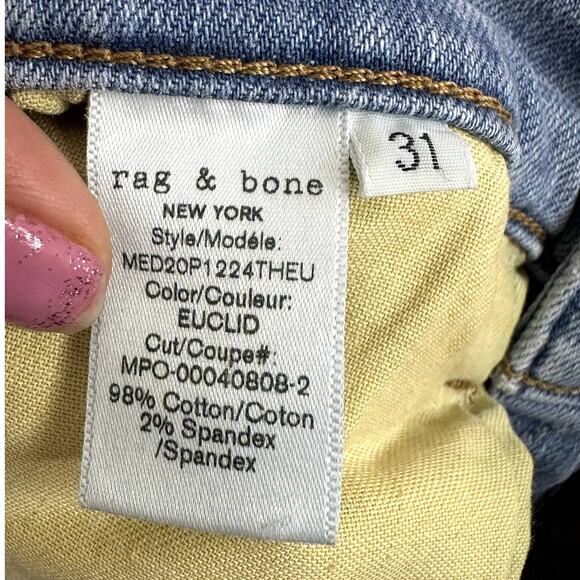 rag & bone
NEW YORK
Style/Modéle:
MED20P1224THEU
Color/Couleur:
EUCLID
Cut/Coupe#:
MPO-00040808-2
98% Cotton/Coton
2% Spandex
/Spandex
31